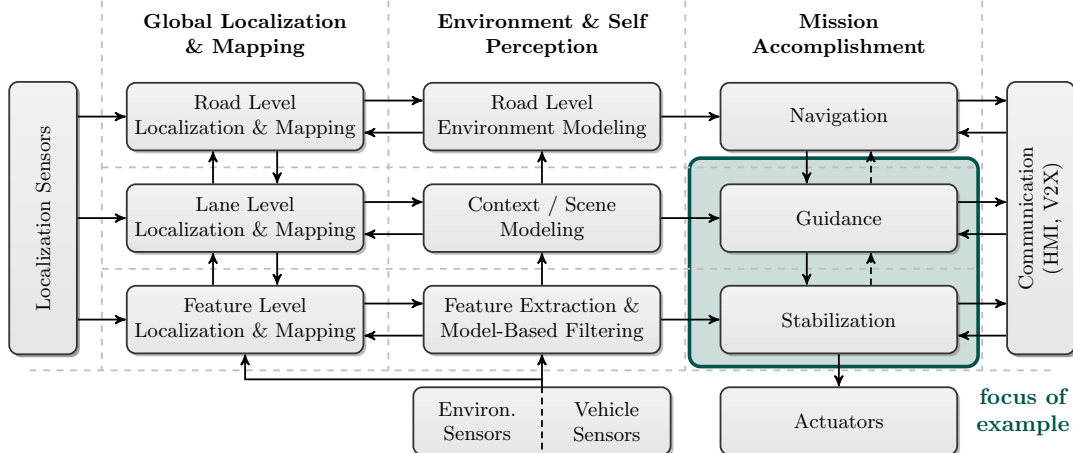 Global Localization
& Mapping
Environment & Self
Perception
Mission
Accomplishment
Localization Sensors
Road Level
Localization & Mapping
Road Level
Environment Modeling
Navigation
Communication
(HMI, V2X)
Lane Level
Localization & Mapping
Context / Scene
Modeling
Guidance
Feature Level
Localization & Mapping
Feature Extraction &
Model-Based Filtering
Stabilization
Environ.
Sensors
Vehicle
Sensors
Actuators
focus of
example